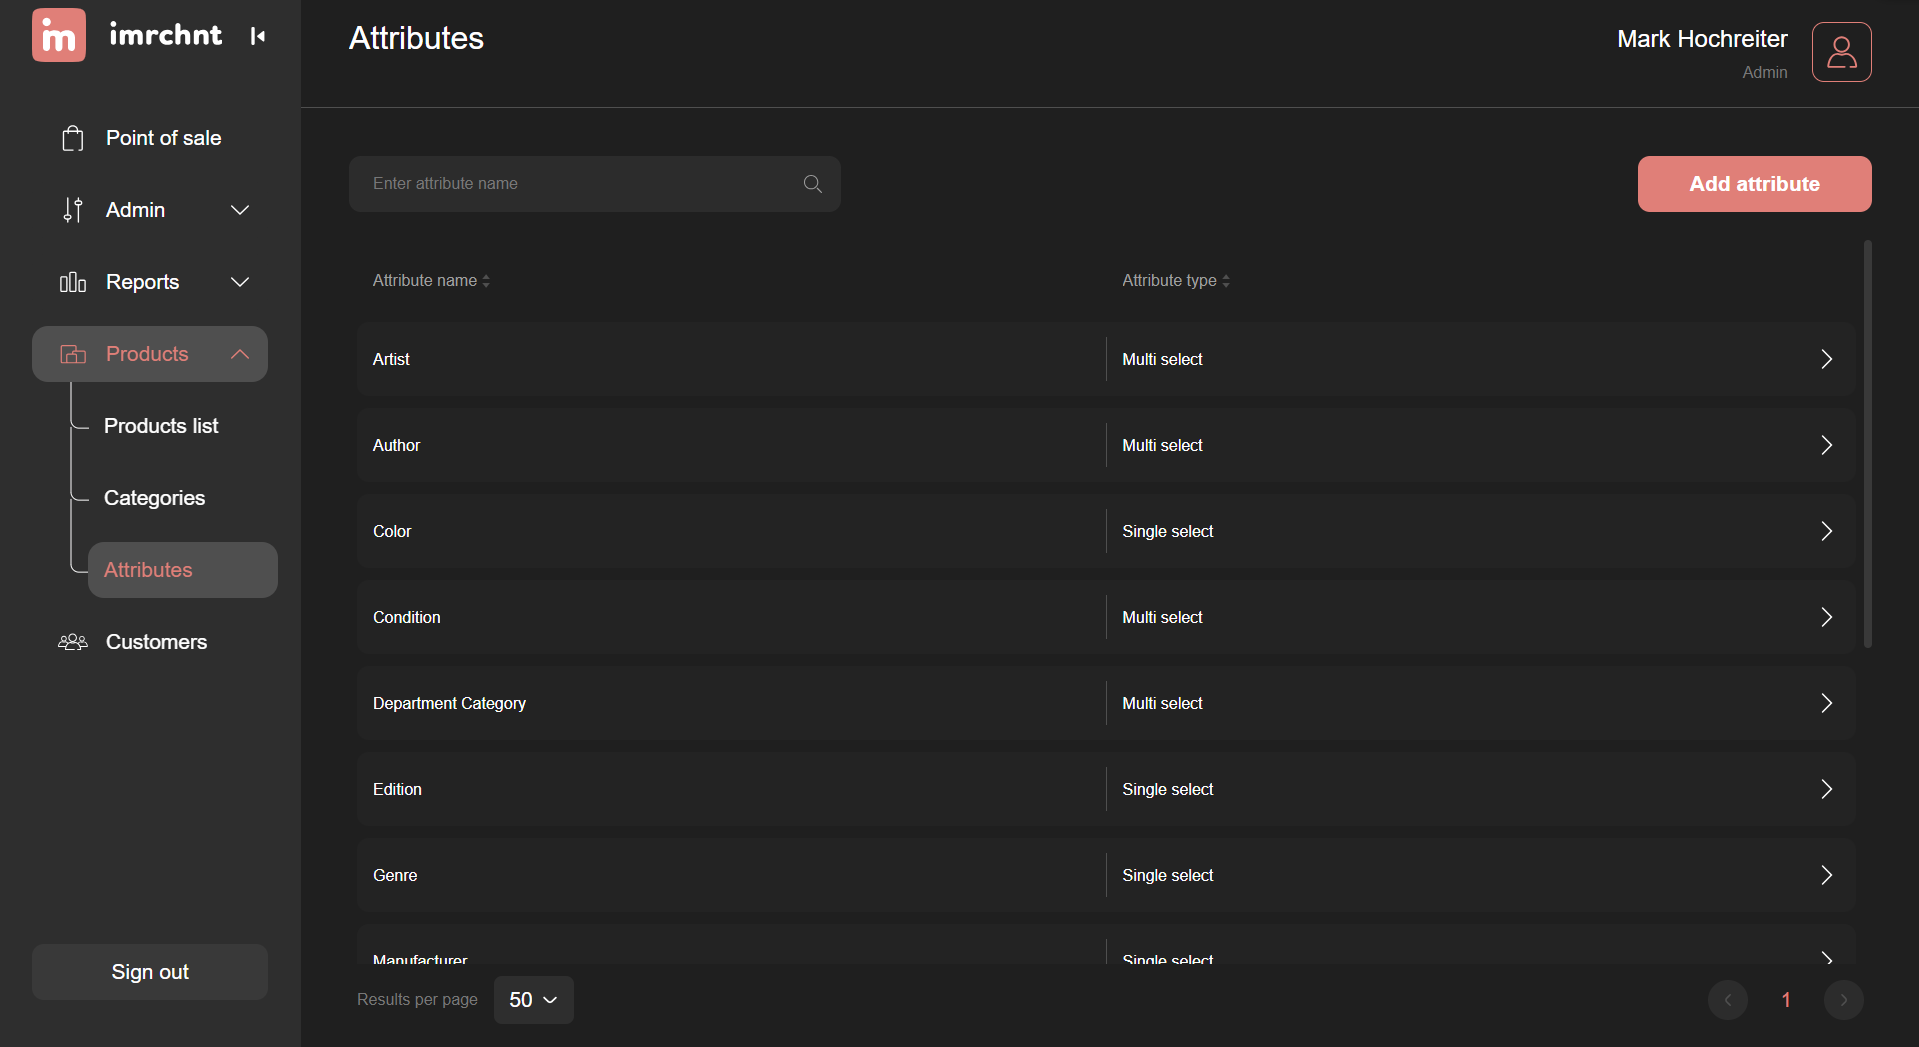 im imrchnt
Attributes
Mark Hochreiter
Admin
Point of sale
Admin
Reports
Products
Products list
Categories
Attributes
Customers
Sign out
Enter attribute name
Add attribute
Attribute name Attribute type
Artist Multi select
Author Multi select
Color Single select
Condition Multi select
Department Category Multi select
Edition Single select
Genre Single select
Manufacturer Single select
Results per page 50 1